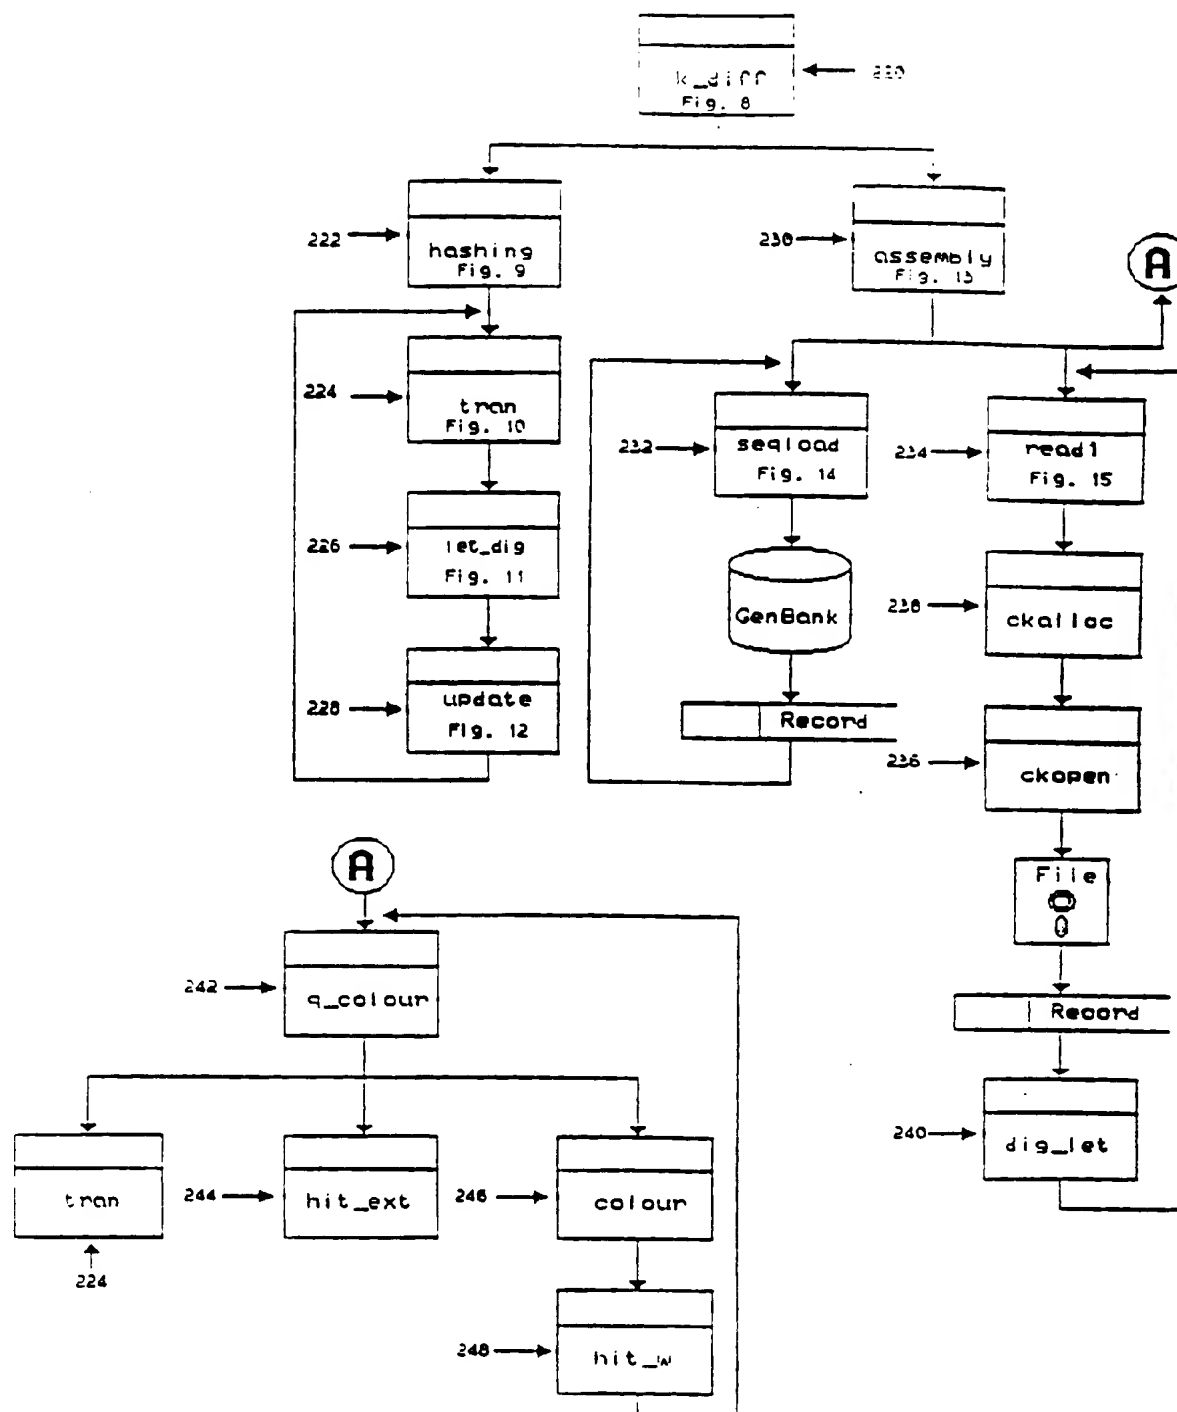 k_diff
Fig. 8
220
222
hashing
Fig. 9
230
assembly
Fig. 13
A
224
tran
Fig. 10
232
seqload
Fig. 14
234
read1
Fig. 15
226
let_dig
Fig. 11
GenBank
238
ckalloc
228
update
Fig. 12
Record
236
ckopen
A
File
242
q_colour
Record
240
dig_let
tran
224
244
hit_ext
246
colour
248
hit_w